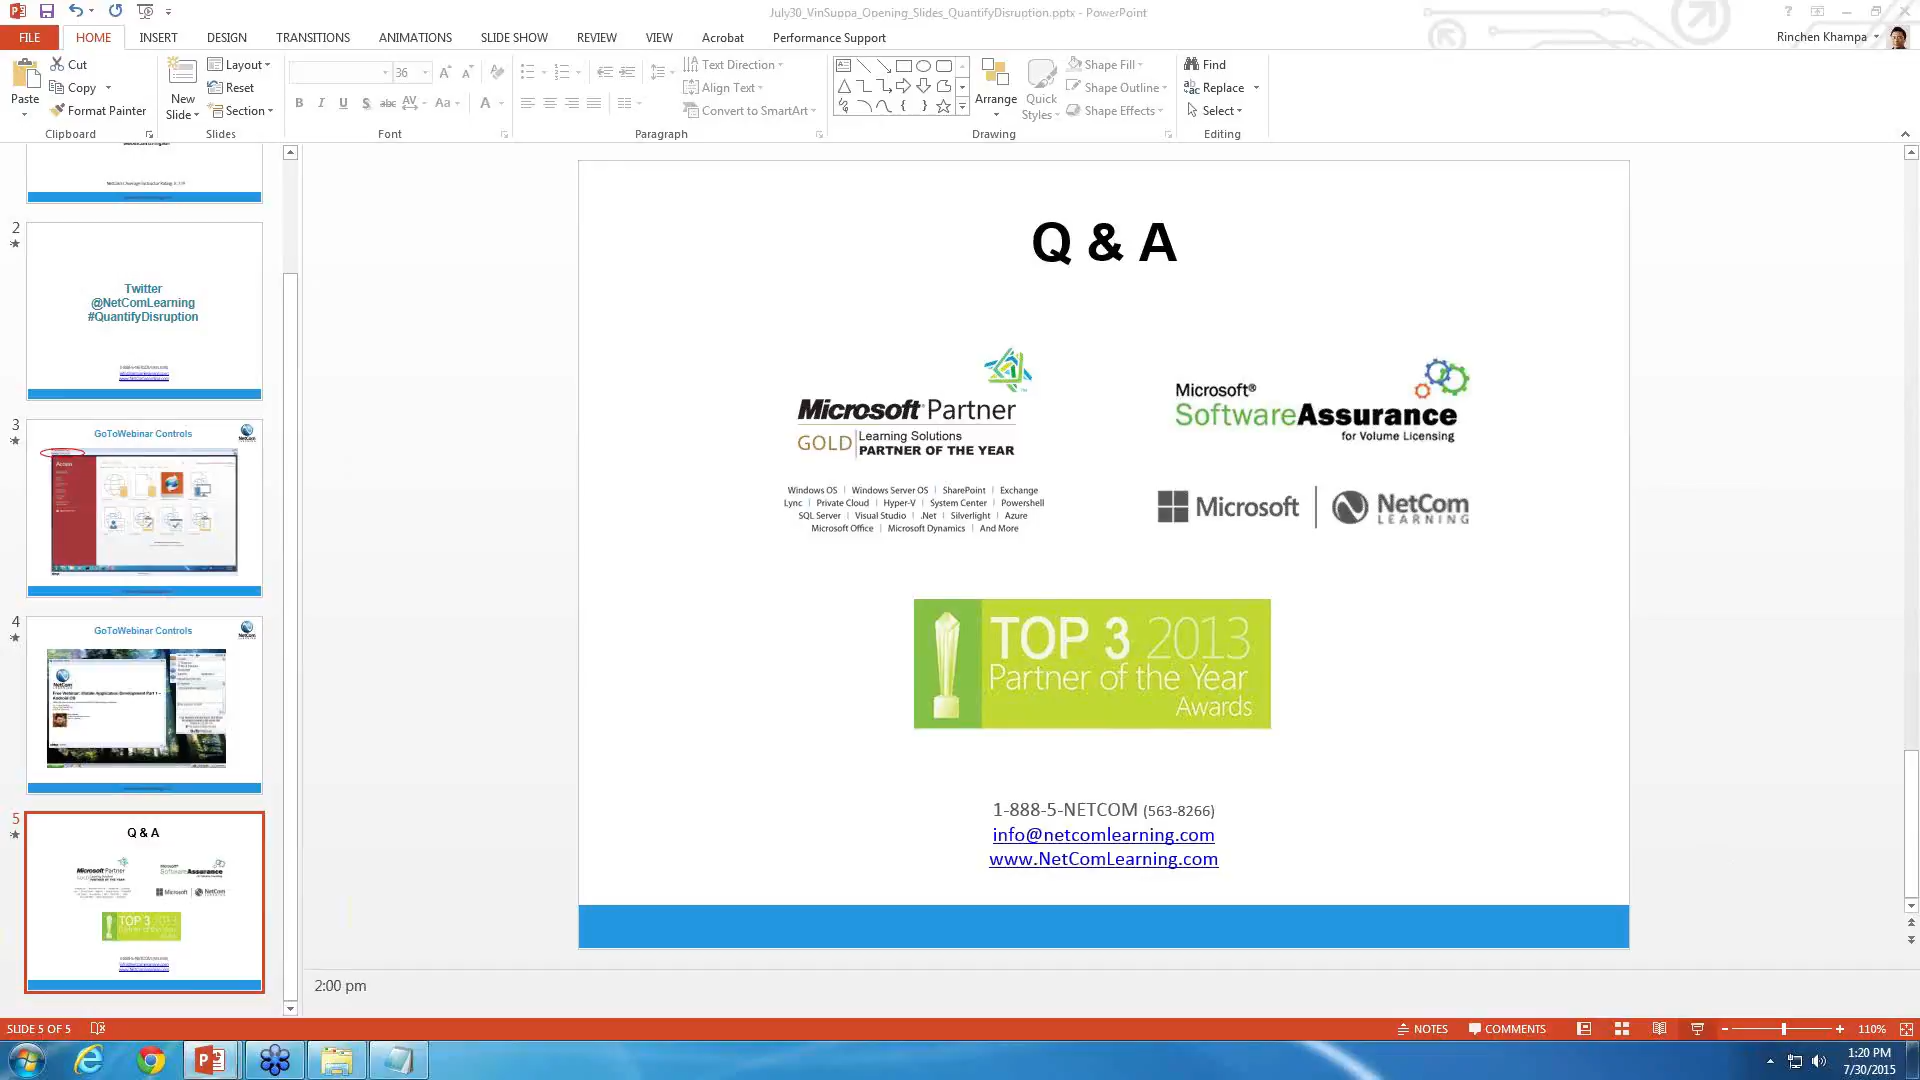 July30_VinSuppa_Opening_Slides_QuantifyDisruption.pptx - PowerPoint
FILE
HOME
INSERT
DESIGN
TRANSITIONS
ANIMATIONS
SLIDE SHOW
REVIEW
VIEW
Acrobat
Performance Support
Rinchen Khampa
Paste
Cut
Copy
Format Painter
Clipboard
New Slide
Layout
Reset
Section
Slides
36
Font
Paragraph
Text Direction
Align Text
Convert to SmartArt
Arrange
Quick Styles
Shape Fill
Shape Outline
Shape Effects
Drawing
Find
Replace
Select
Editing
2
Twitter
@NetComLearning
#QuantifyDisruption
3
GoToWebinar Controls
4
GoToWebinar Controls
5
Q & A
Q & A
Microsoft Partner
GOLD Learning Solutions
PARTNER OF THE YEAR
Windows OS | Windows Server OS | SharePoint | Exchange
Lync | Private Cloud | Hyper-V | System Center | Powershell
SQL Server | Visual Studio | .Net | Silverlight | Azure
Microsoft Office | Microsoft Dynamics | And More
Microsoft®
SoftwareAssurance
for Volume Licensing
Microsoft | NetCom
LEARNING
TOP 3 2013
Partner of the Year
Awards
1-888-5-NETCOM (563-8266)
info@netcomlearning.com
www.NetComLearning.com
2:00 pm
SLIDE 5 OF 5
NOTES
COMMENTS
110%
1:20 PM
7/30/2015